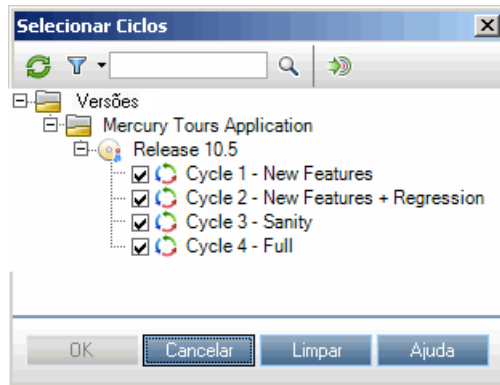 Selecionar Ciclos
Versões
Mercury Tours Application
Release 10.5
Cycle 1 - New Features
Cycle 2 - New Features + Regression
Cycle 3 - Sanity
Cycle 4 - Full
OK Cancelar Limpar Ajuda